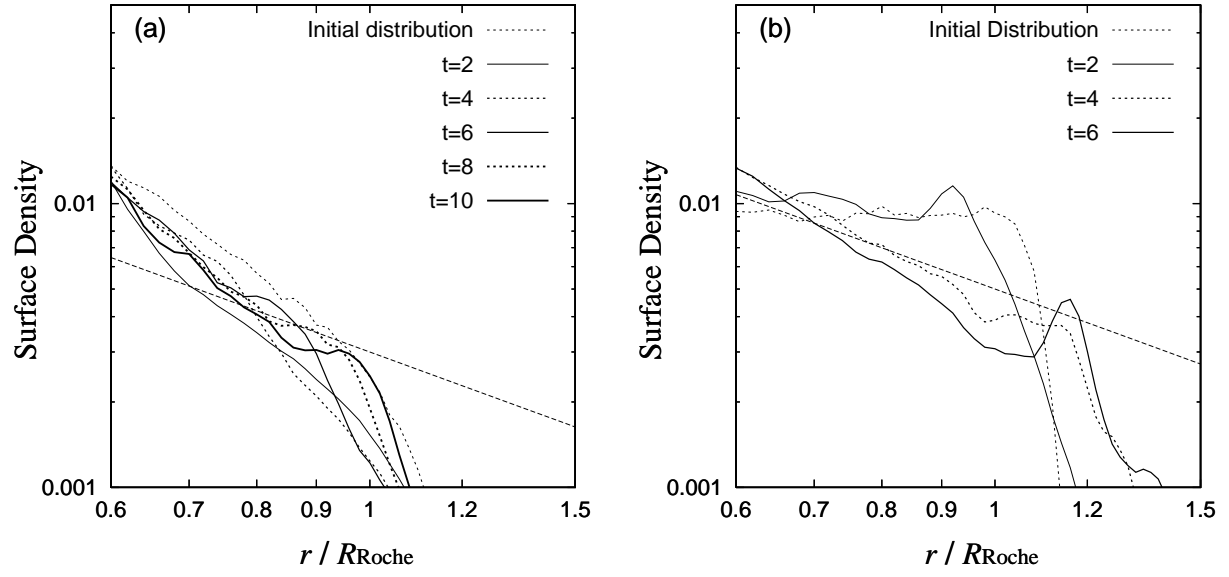 (a)
Initial distribution
t=2
t=4
t=6
t=8
t=10
Surface Density
0.01
0.001
0.6 0.7 0.8 0.9 1 1.2 1.5
r / RRoche
(b)
Initial Distribution
t=2
t=4
t=6
Surface Density
0.01
0.001
0.6 0.7 0.8 0.9 1 1.2 1.5
r / RRoche